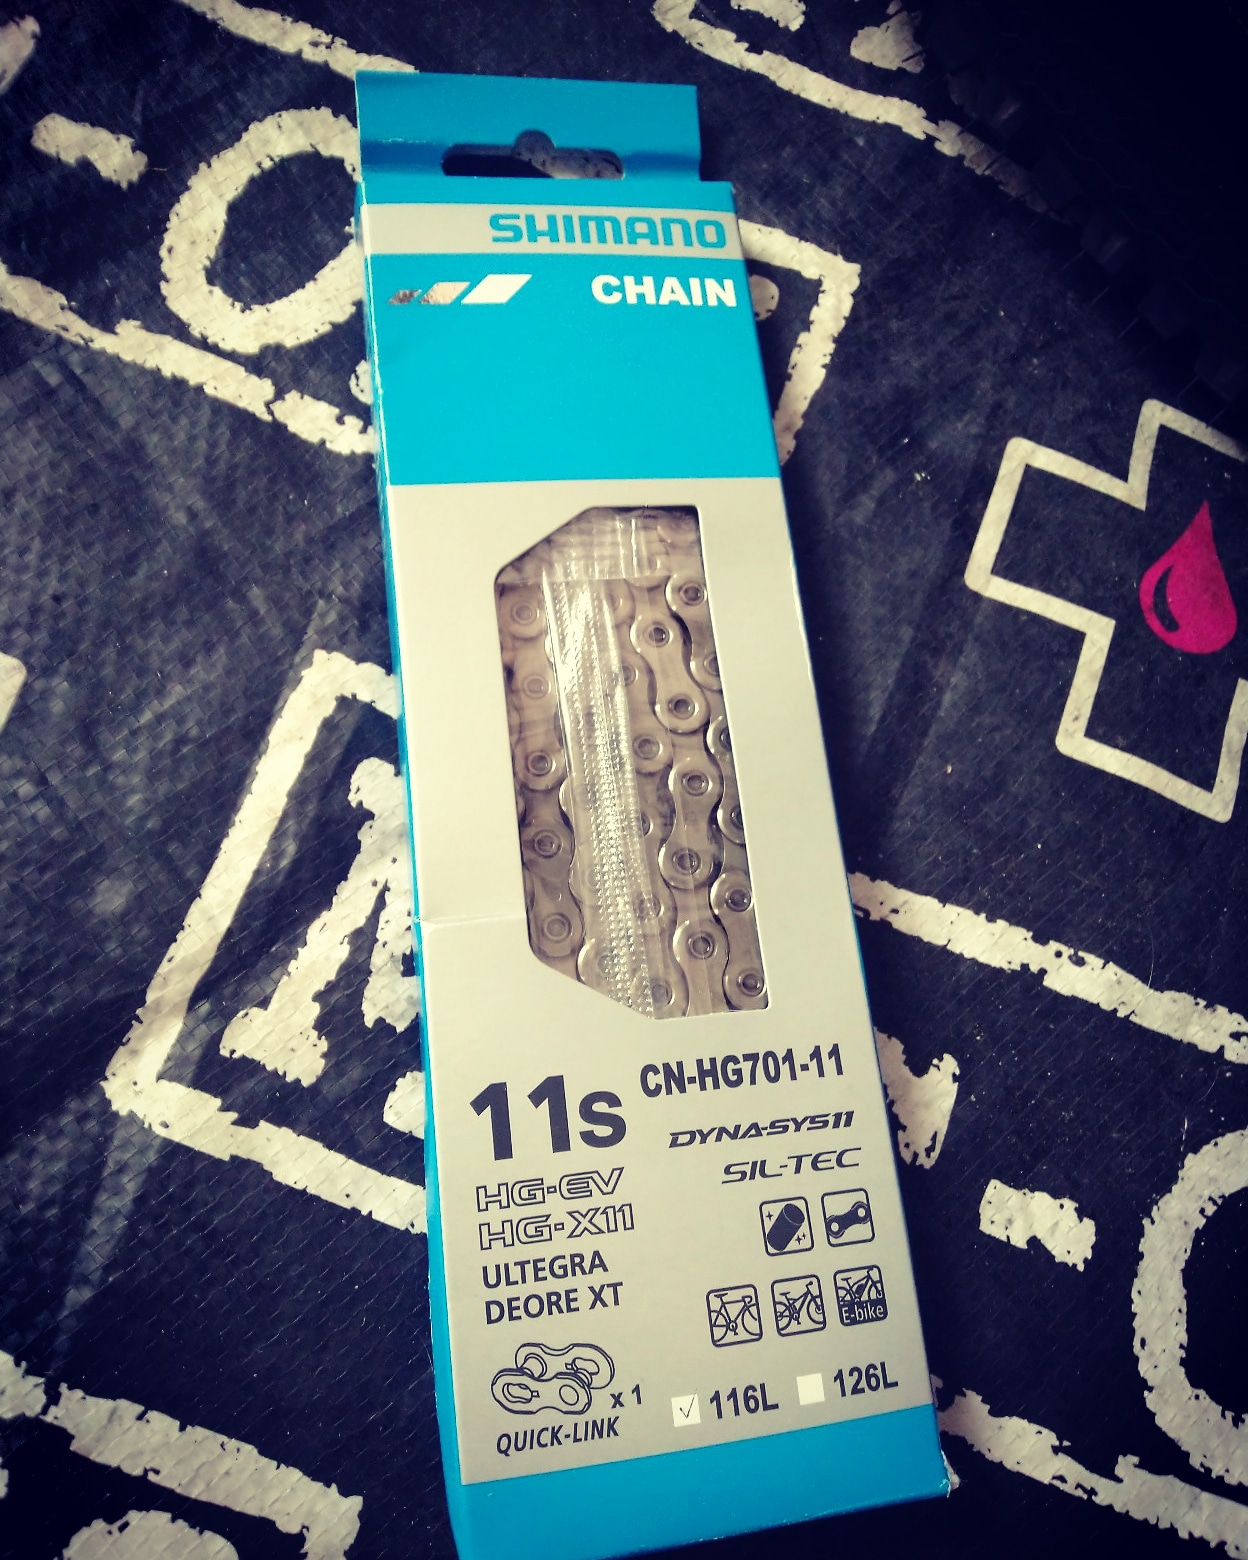 SHIMANO
CHAIN
11s
CN-HG701-11
DYNA-SYS11
SIL-TEC
HG-EV
HG-X11
ULTEGRA
DEORE XT
E-bike
x 1
QUICK-LINK
116L
126L